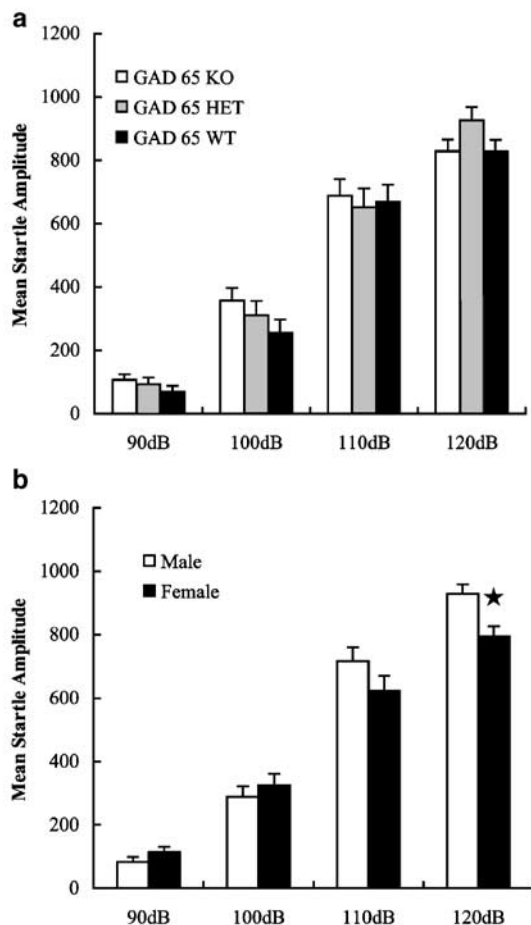 a
1200
1000
800
600
400
200
0
Mean Startle Amplitude
GAD 65 KO
GAD 65 HET
GAD 65 WT
90dB 100dB 110dB 120dB
b
1200
1000
800
600
400
200
0
Mean Startle Amplitude
Male
Female
90dB 100dB 110dB 120dB